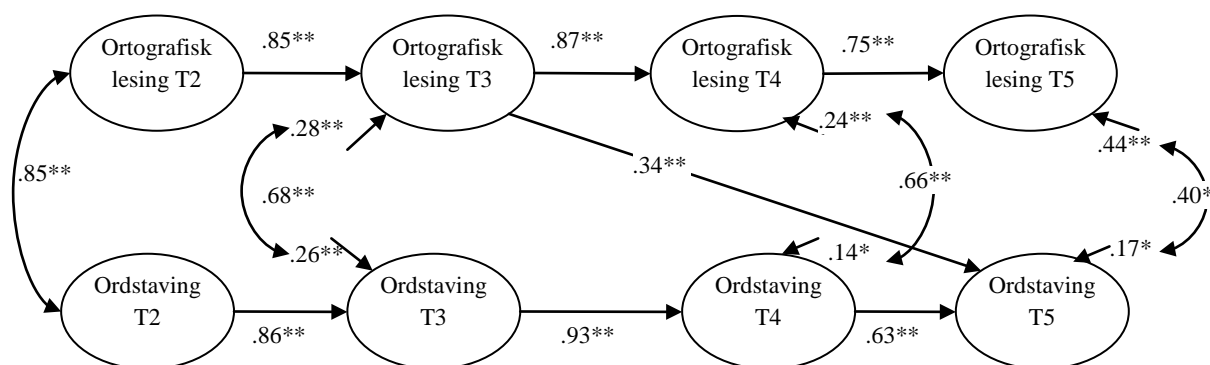 Ortografisk
lesing T2
.85**
Ortografisk
lesing T3
.87**
Ortografisk
lesing T4
.75**
Ortografisk
lesing T5
.28**
.24**
.44**
.85**
.68**
.34**
.66**
.40*
.26**
.14*
.17*
Ordstaving
T2
.86**
Ordstaving
T3
.93**
Ordstaving
T4
.63**
Ordstaving
T5